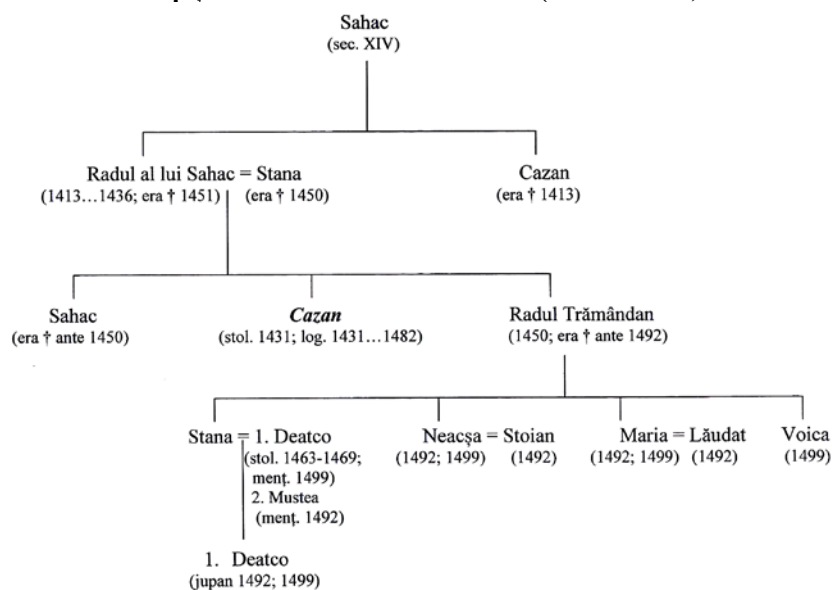 Sahac
(sec. XIV)
Radul al lui Sahac = Stana
(1413…1436; era † 1451) (era † 1450)
Cazan
(era † 1413)
Sahac
(era † ante 1450)
Cazan
(stol. 1431; log. 1431…1482)
Radul Trămândan
(1450; era † ante 1492)
Stana = 1. Deatco
(stol. 1463-1469;
menţ. 1499)
2. Mustea
(menţ. 1492)
Neacşa = Stoian
(1492; 1499) (1492)
Maria = Lăudat
(1492; 1499) (1492)
Voica
(1499)
1. Deatco
(jupan 1492; 1499)